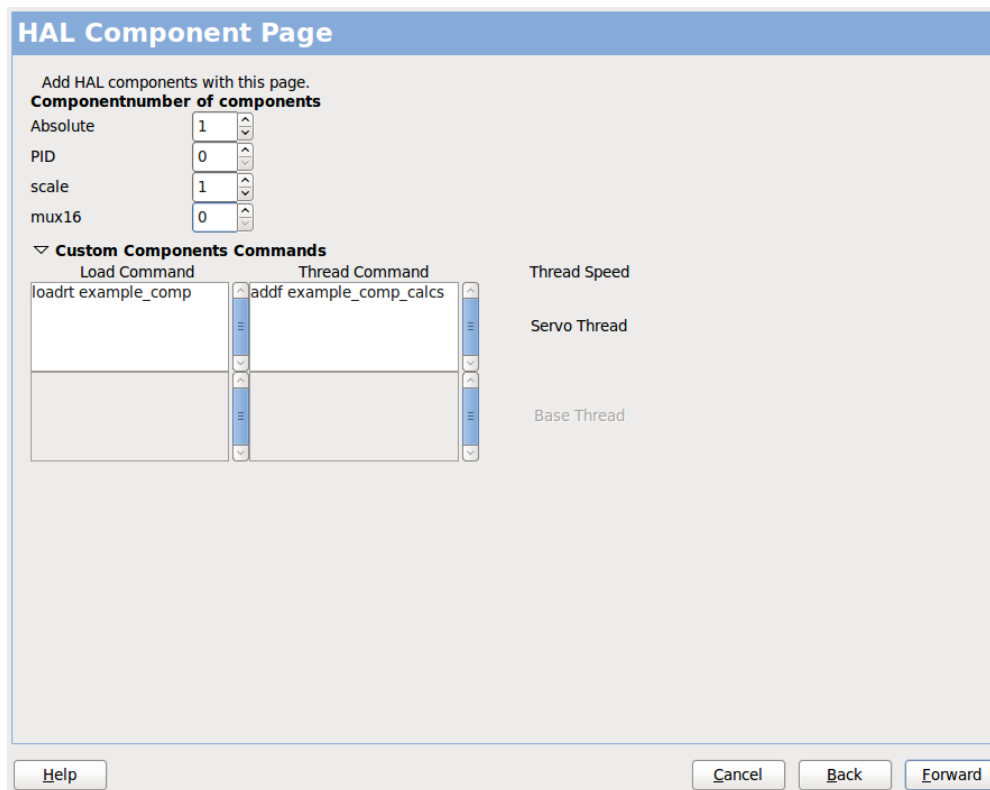 HAL Component Page
Add HAL components with this page.
Componentnumber of components
Absolute 1
PID 0
scale 1
mux16 0
Custom Components Commands
Load Command Thread Command Thread Speed
loadrt example_comp addf example_comp_calcs
Servo Thread
Base Thread
Help Cancel Back Forward